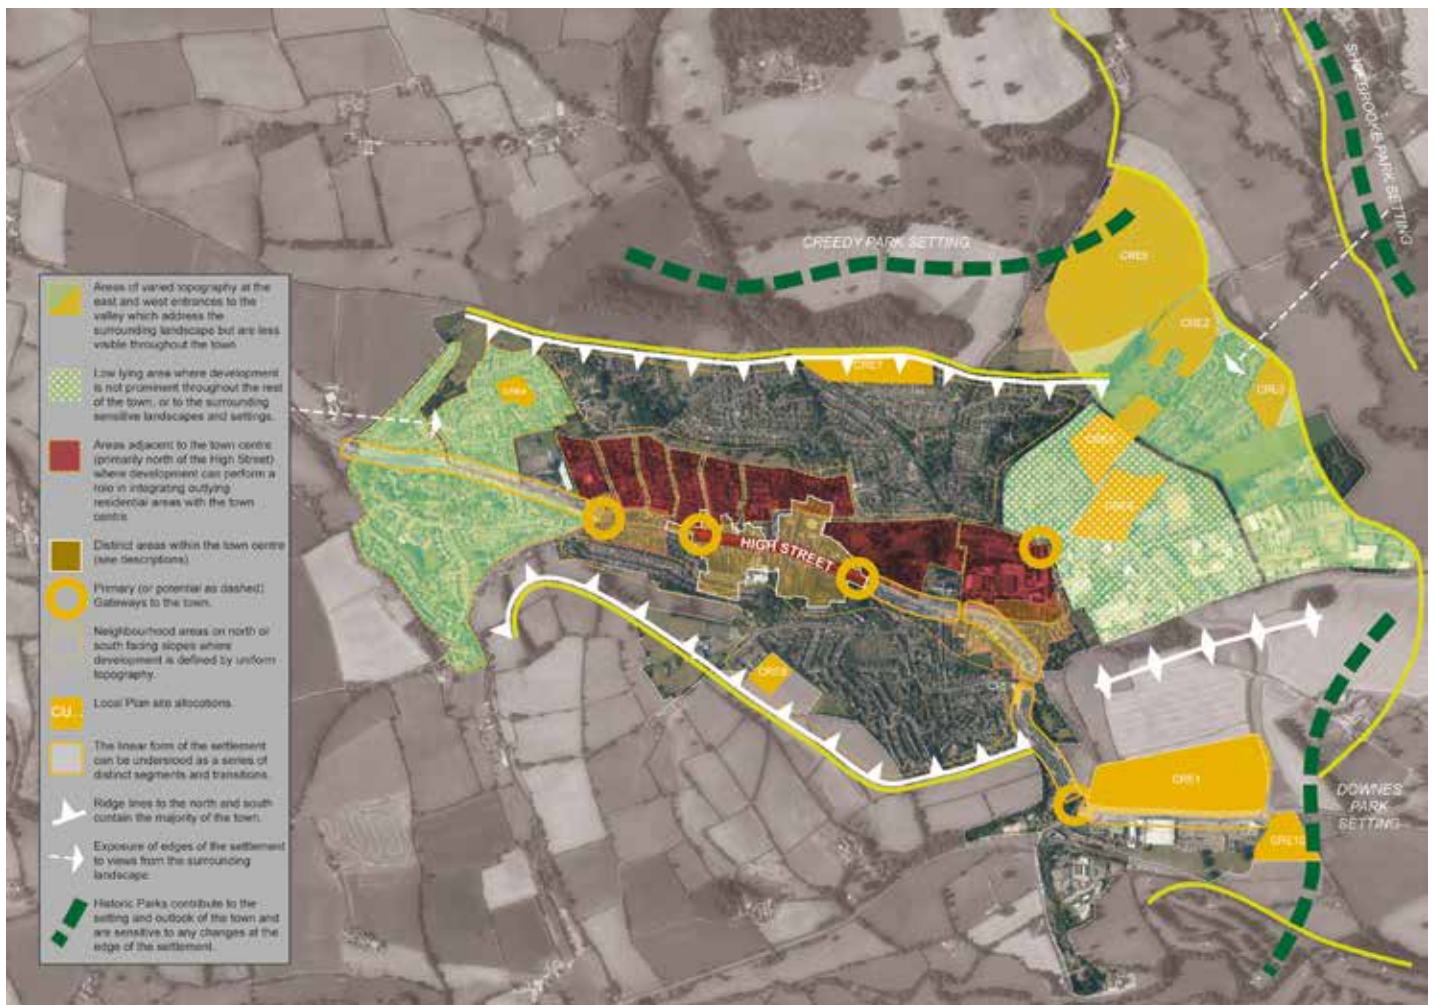 Areas of varied topography at the
east and west entrances to the
valley which address the
surrounding landscape but are less
visible throughout the town
Low lying area where development
is not prominent throughout the rest
of the town, or to the surrounding
sensitive landscapes and settings.
Areas adjacent to the town centre
(primarily north of the High Street)
where development can perform a
role in integrating outlying
residential areas with the town
centre
Distinct areas within the town centre
(see descriptions)
Primary (or potential as dashed)
Gateways to the town.
Neighbourhood areas on north or
south facing slopes where
development is defined by uniform
topography.
CU...
Local Plan site allocations.
The linear form of the settlement
can be understood as a series of
distinct segments and transitions.
Ridge lines to the north and south
contain the majority of the town.
Exposure of edges of the settlement
to views from the surrounding
landscape.
Historic Parks contribute to the
setting and outlook of the town and
are sensitive to any changes at the
edge of the settlement.
CREEDY PARK SETTING
SHOBROOKE PARK SETTING
DOWNES
PARK
SETTING
HIGH STREET
CRE5
CRE2
CRE3
CRE7
CRE1
CRE10